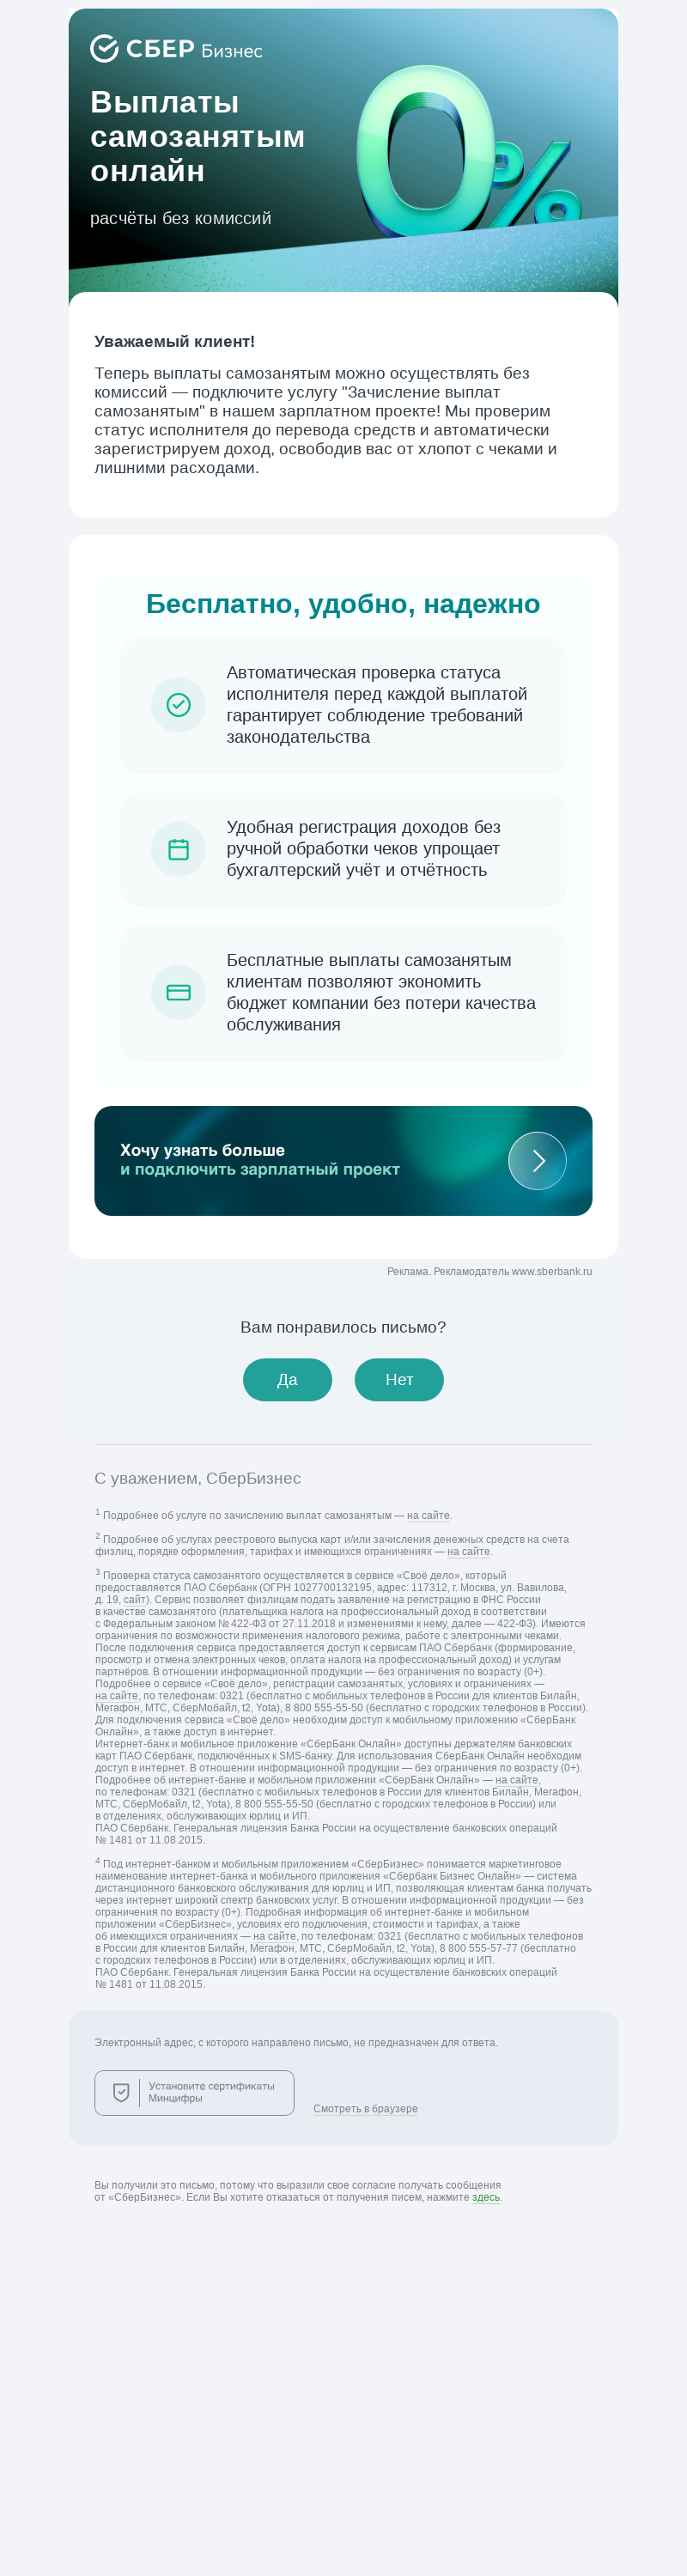 СБЕР Бизнес
Выплаты
самозанятым
онлайн
расчёты без комиссий
0%
Уважаемый клиент!
Теперь выплаты самозанятым можно осуществлять без
комиссий — подключите услугу "Зачисление выплат
самозанятым" в нашем зарплатном проекте! Мы проверим
статус исполнителя до перевода средств и автоматически
зарегистрируем доход, освободив вас от хлопот с чеками и
лишними расходами.
Бесплатно, удобно, надежно
Автоматическая проверка статуса
исполнителя перед каждой выплатой
гарантирует соблюдение требований
законодательства
Удобная регистрация доходов без
ручной обработки чеков упрощает
бухгалтерский учёт и отчётность
Бесплатные выплаты самозанятым
клиентам позволяют экономить
бюджет компании без потери качества
обслуживания
Хочу узнать больше
и подключить зарплатный проект
Реклама. Рекламодатель www.sberbank.ru
Вам понравилось письмо?
Да
Нет
С уважением, СберБизнес
1 Подробнее об услуге по зачислению выплат самозанятым — на сайте.
2 Подробнее об услугах реестрового выпуска карт и/или зачисления денежных средств на счета
физлиц, порядке оформления, тарифах и имеющихся ограничениях — на сайте.
3 Проверка статуса самозанятого осуществляется в сервисе «Своё дело», который
предоставляется ПАО Сбербанк (ОГРН 1027700132195, адрес: 117312, г. Москва, ул. Вавилова,
д. 19, сайт). Сервис позволяет физлицам подать заявление на регистрацию в ФНС России
в качестве самозанятого (плательщика налога на профессиональный доход в соответствии
с Федеральным законом № 422-ФЗ от 27.11.2018 и изменениями к нему, далее — 422-ФЗ). Имеются
ограничения по возможности применения налогового режима, работе с электронными чеками.
После подключения сервиса предоставляется доступ к сервисам ПАО Сбербанк (формирование,
просмотр и отмена электронных чеков, оплата налога на профессиональный доход) и услугам
партнёров. В отношении информационной продукции — без ограничения по возрасту (0+).
Подробнее о сервисе «Своё дело», регистрации самозанятых, условиях и ограничениях —
на сайте, по телефонам: 0321 (бесплатно с мобильных телефонов в России для клиентов Билайн,
Мегафон, МТС, СберМобайл, t2, Yota), 8 800 555-55-50 (бесплатно с городских телефонов в России).
Для подключения сервиса «Своё дело» необходим доступ к мобильному приложению «СберБанк
Онлайн», а также доступ в интернет.
Интернет-банк и мобильное приложение «СберБанк Онлайн» доступны держателям банковских
карт ПАО Сбербанк, подключённых к SMS-банку. Для использования СберБанк Онлайн необходим
доступ в интернет. В отношении информационной продукции — без ограничения по возрасту (0+).
Подробнее об интернет-банке и мобильном приложении «СберБанк Онлайн» — на сайте,
по телефонам: 0321 (бесплатно с мобильных телефонов в России для клиентов Билайн, Мегафон,
МТС, СберМобайл, t2, Yota), 8 800 555-55-50 (бесплатно с городских телефонов в России) или
в отделениях, обслуживающих юрлиц и ИП.
ПАО Сбербанк. Генеральная лицензия Банка России на осуществление банковских операций
№ 1481 от 11.08.2015.
4 Под интернет-банком и мобильным приложением «СберБизнес» понимается маркетинговое
наименование интернет-банка и мобильного приложения «Сбербанк Бизнес Онлайн» — система
дистанционного банковского обслуживания для юрлиц и ИП, позволяющая клиентам банка получать
через интернет широкий спектр банковских услуг. В отношении информационной продукции — без
ограничения по возрасту (0+). Подробная информация об интернет-банке и мобильном
приложении «СберБизнес», условиях его подключения, стоимости и тарифах, а также
об имеющихся ограничениях — на сайте, по телефонам: 0321 (бесплатно с мобильных телефонов
в России для клиентов Билайн, Мегафон, МТС, СберМобайл, t2, Yota), 8 800 555-57-77 (бесплатно
с городских телефонов в России) или в отделениях, обслуживающих юрлиц и ИП.
ПАО Сбербанк. Генеральная лицензия Банка России на осуществление банковских операций
№ 1481 от 11.08.2015.
Электронный адрес, с которого направлено письмо, не предназначен для ответа.
Установите сертификаты
Минцифры
Смотреть в браузере
Вы получили это письмо, потому что выразили свое согласие получать сообщения
от «СберБизнес». Если Вы хотите отказаться от получения писем, нажмите здесь.